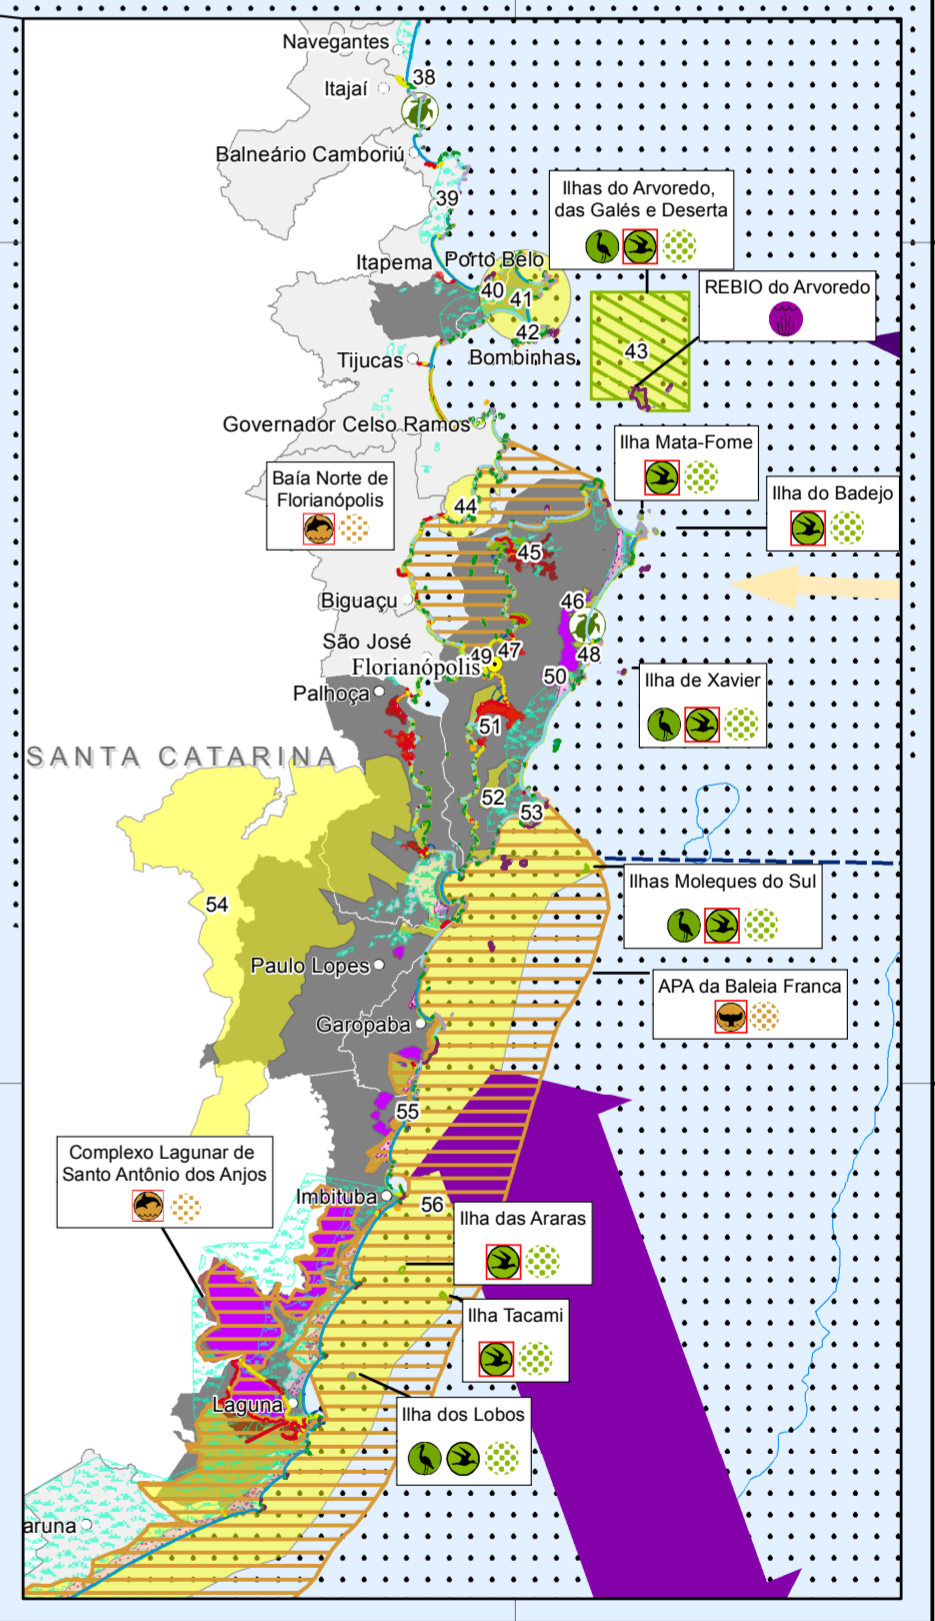 Navegantes
38
Itajaí
Balneário Camboriú
39
Ilhas do Arvoredo,
das Galés e Deserta
Itapema
Porto Belo
REBIO do Arvoredo
40
41
42
43
Tijucas
Bombinhas
Governador Celso Ramos
Ilha Mata-Fome
Baía Norte de
Florianópolis
Ilha do Badejo
44
45
Biguaçu
46
São José
47
48
49
Florianópolis
50
Ilha de Xavier
Palhoça
51
SANTA CATARINA
52
53
Ilhas Moleques do Sul
54
Paulo Lopes
APA da Baleia Franca
Garopaba
55
Complexo Lagunar de
Santo Antônio dos Anjos
Imbituba
56
Ilha das Araras
Ilha Tacami
Laguna
Ilha dos Lobos
aruna